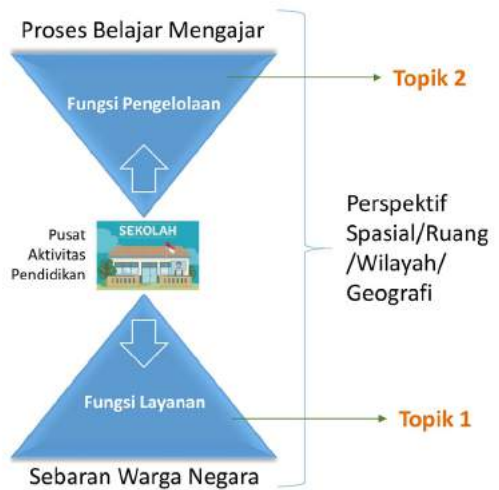 Proses Belajar Mengajar
Fungsi Pengelolaan
Topik 2
Pusat
Aktivitas
Pendidikan
SEKOLAH
Perspektif
Spasial/Ruang
/Wilayah/
Geografi
Fungsi Layanan
Topik 1
Sebaran Warga Negara